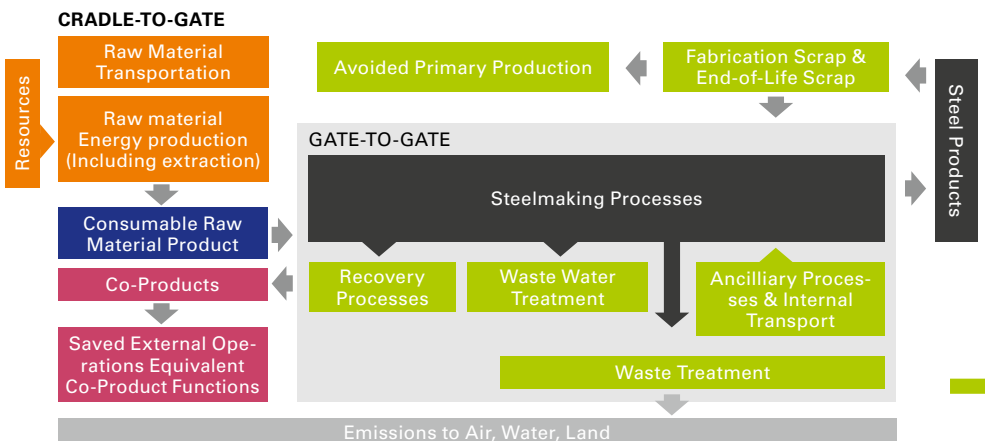 CRADLE-TO-GATE
Resources
Raw Material
Transportation
Raw material
Energy production
(Including extraction)
Consumable Raw
Material Product
Co-Products
Saved External Ope-
rations Equivalent
Co-Product Functions
Avoided Primary Production
Fabrication Scrap &
End-of-Life Scrap
Steel Products
GATE-TO-GATE
Steelmaking Processes
Recovery
Processes
Waste Water
Treatment
Ancilliary Proces-
ses & Internal
Transport
Waste Treatment
Emissions to Air, Water, Land